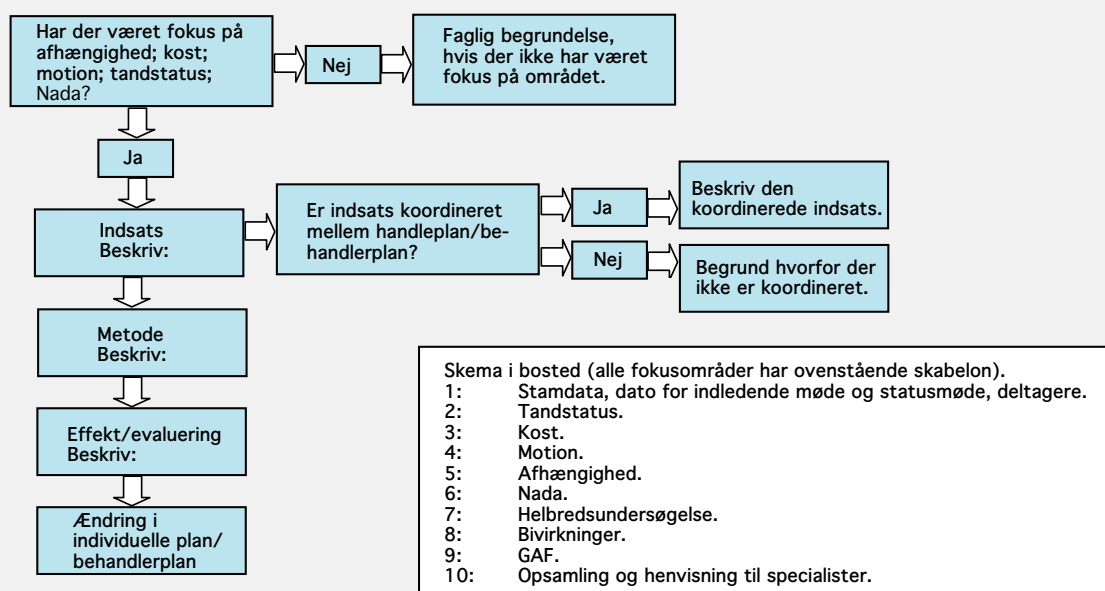 Har der været fokus på
afhængighed; kost;
motion; tandstatus;
Nada?
Nej
Faglig begrundelse,
hvis der ikke har været
fokus på området.
Ja
Indsats
Beskriv:
Er indsats koordineret
mellem handleplan/be-
handlerplan?
Ja
Beskriv den
koordinerede indsats.
Nej
Begrund hvorfor der
ikke er koordineret.
Metode
Beskriv:
Effekt/evaluering
Beskriv:
Ændring i
individuelle plan/
behandlerplan
Skema i bosted (alle fokusområder har ovenstående skabelon).
1: Stamdata, dato for indledende møde og statusmøde, deltagere.
2: Tandstatus.
3: Kost.
4: Motion.
5: Afhængighed.
6: Nada.
7: Helbredsundersøgelse.
8: Bivirkninger.
9: GAF.
10: Opsamling og henvisning til specialister.